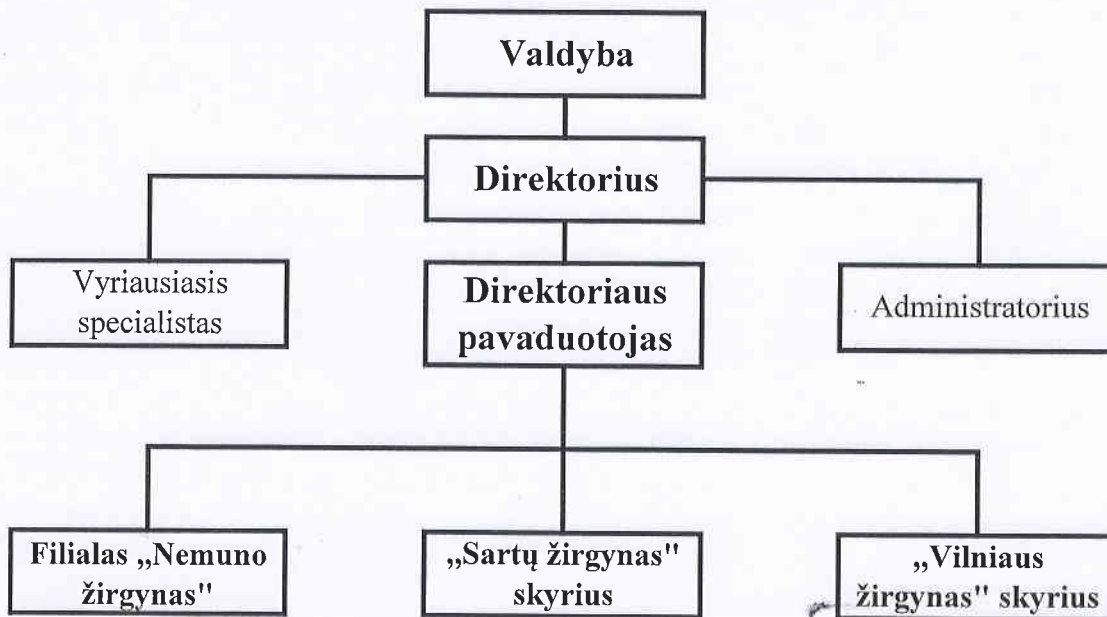 Valdyba
Direktorius
Vyriausiasis
specialistas
Direktoriaus
pavaduotojas
Administratorius
Filialas „Nemuno
žirgynas"
„Sartų žirgynas"
skyrius
„Vilniaus
žirgynas" skyrius